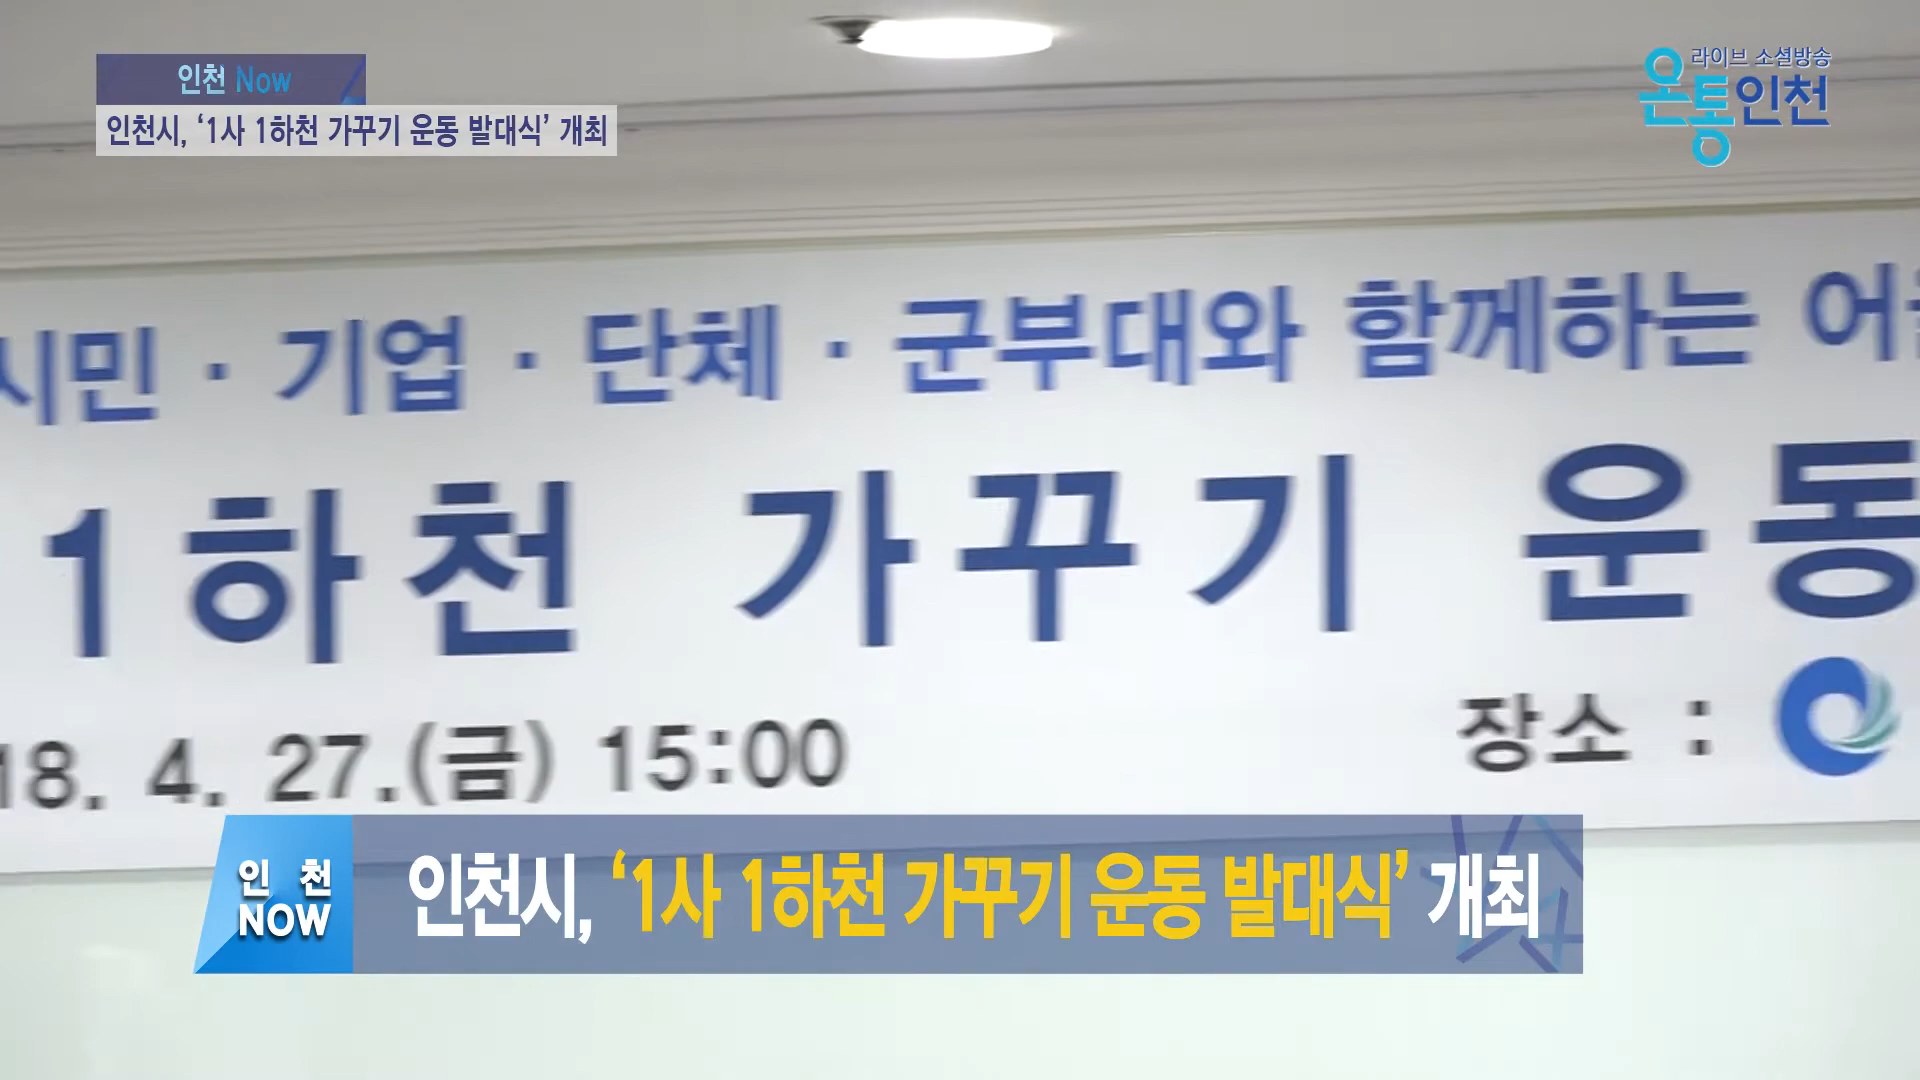 인천 Now
인천시, ‘1사 1하천 가꾸기 운동 발대식’ 개최
라이브 소셜방송
온통인천
시민 · 기업 · 단체 · 군부대와 함께하는
1하천 가꾸기 운동
18. 4. 27.(금) 15:00
장소 :
인 천
NOW
인천시, ‘1사 1하천 가꾸기 운동 발대식’ 개최